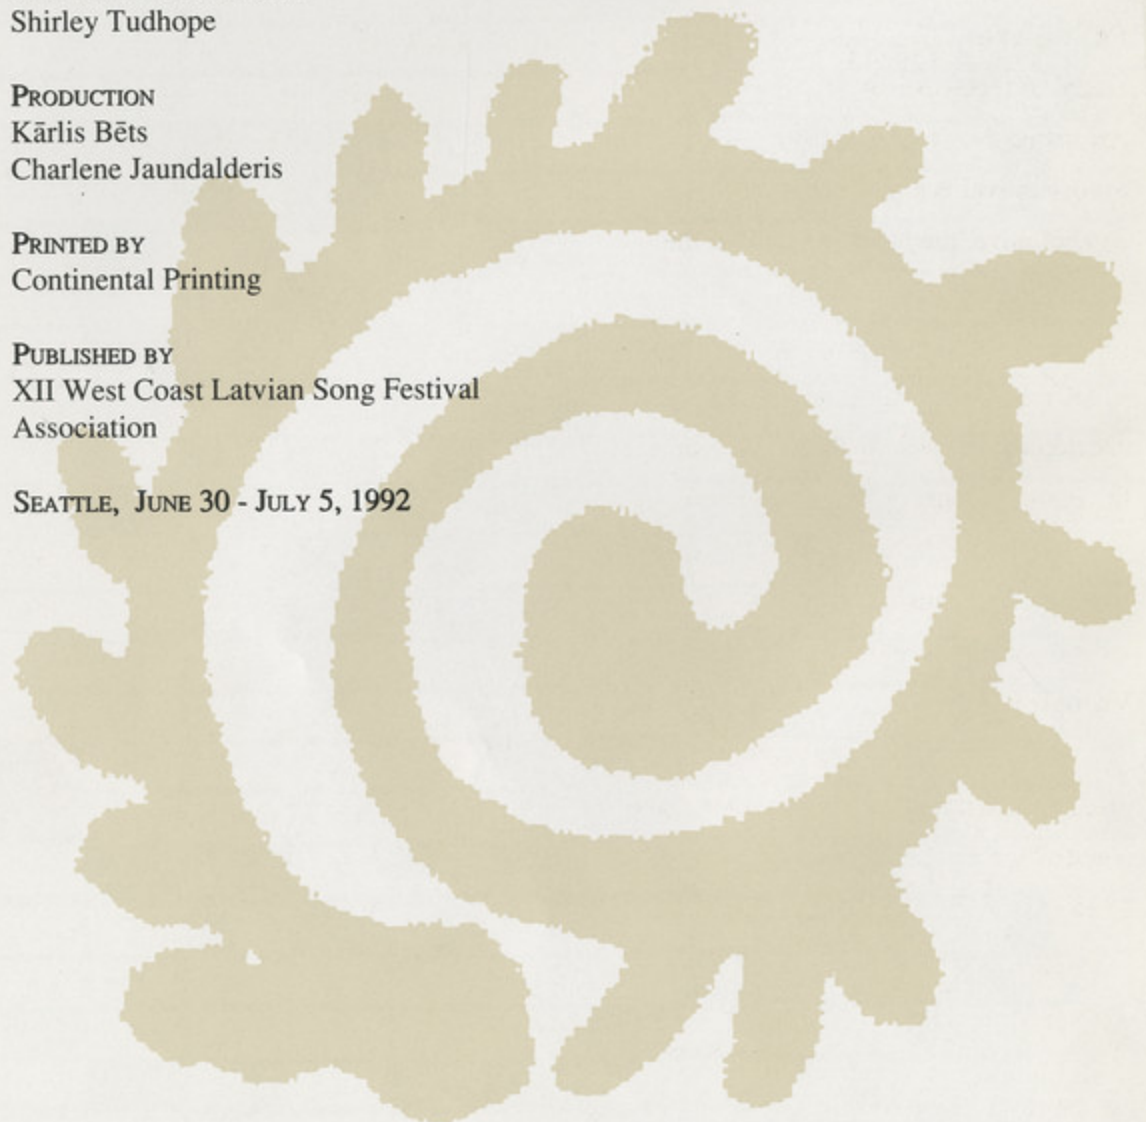 Shirley Tudhope
PRODUCTION
Kārlis Bēts
Charlene Jaundalderis
PRINTED BY
Continental Printing
PUBLISHED BY
XII West Coast Latvian Song Festival
Association
SEATTLE, JUNE 30 - JULY 5, 1992